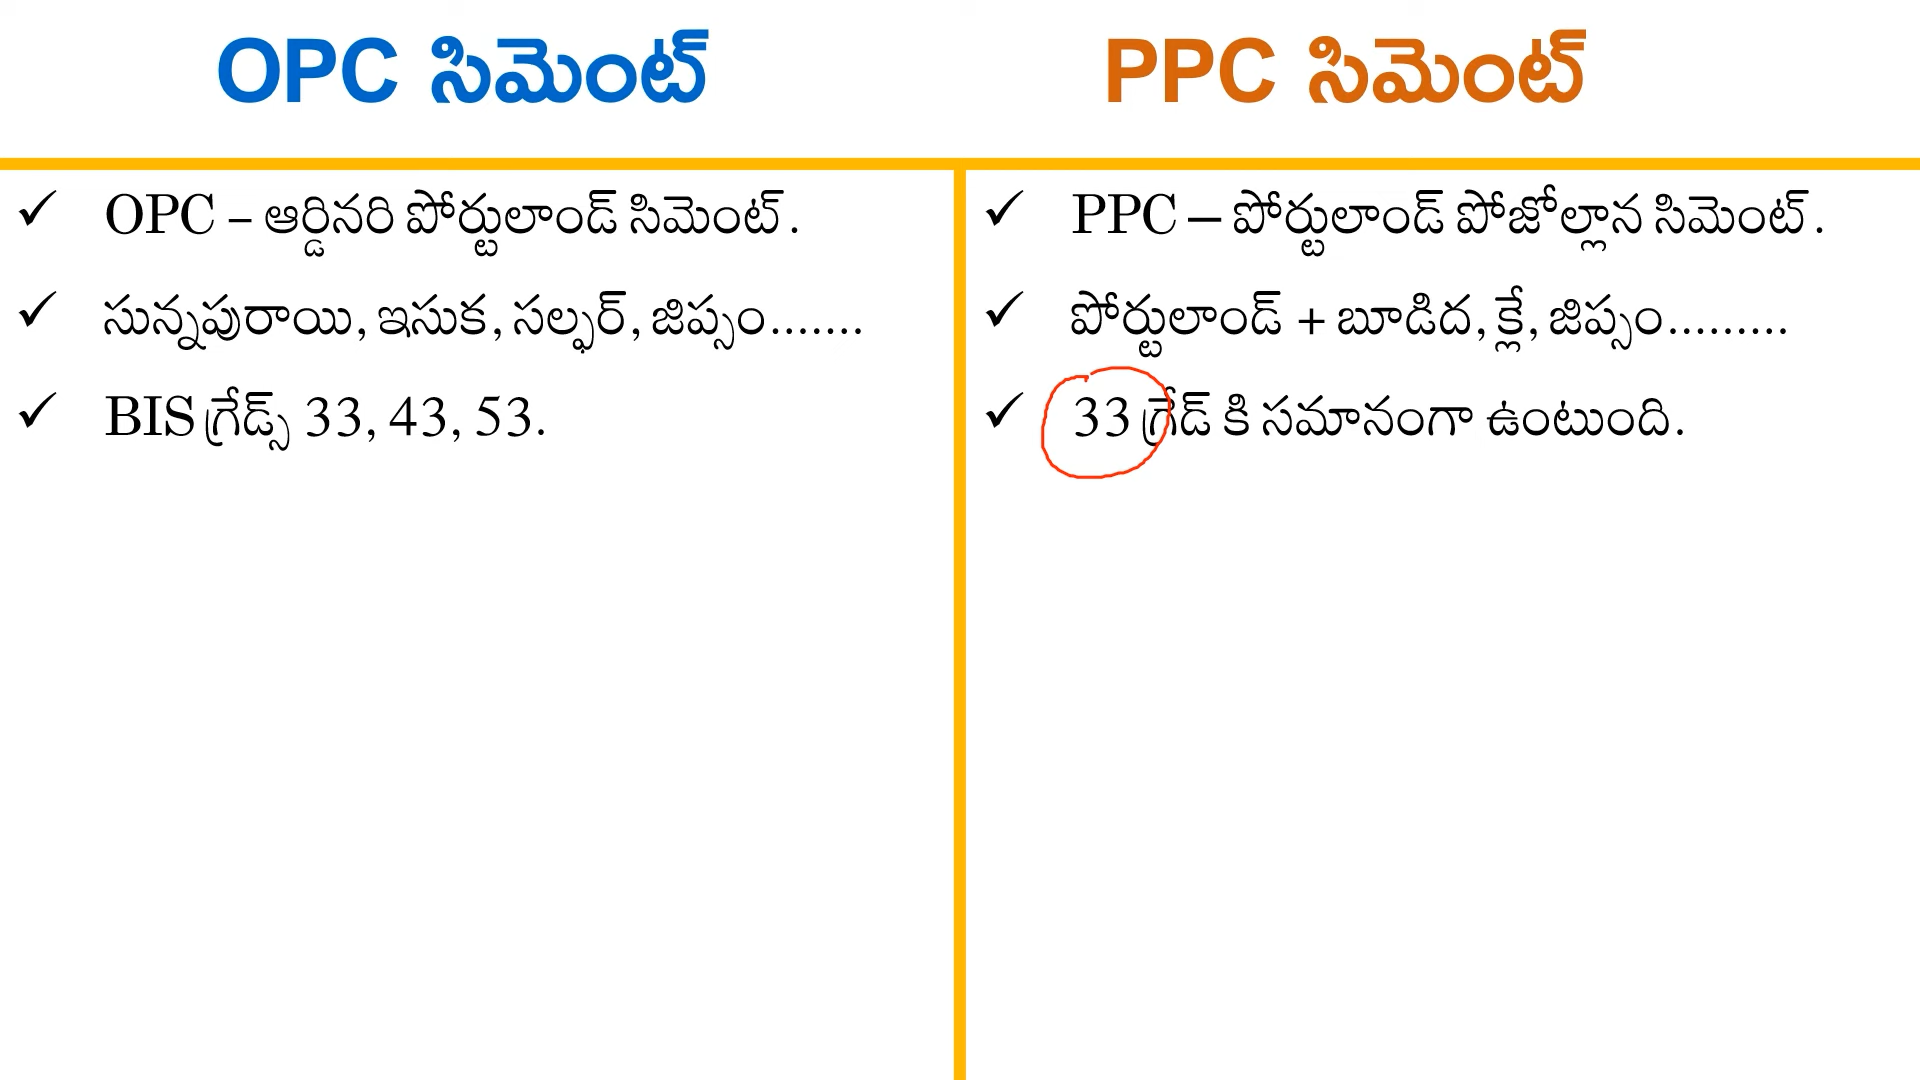 OPC సిమెంట్
OPC – ఆర్డినరి పోర్టులాండ్ సిమెంట్.
సున్నపురాయి, ఇసుక, సల్ఫర్, జిప్సం.......
BIS గ్రేడ్స్ 33, 43, 53.
PPC సిమెంట్
PPC – పోర్టులాండ్ పోజోల్లాన సిమెంట్.
పోర్టులాండ్ + బూడిద, క్లే, జిప్సం.........
33 గ్రేడ్ కి సమానంగా ఉంటుంది.